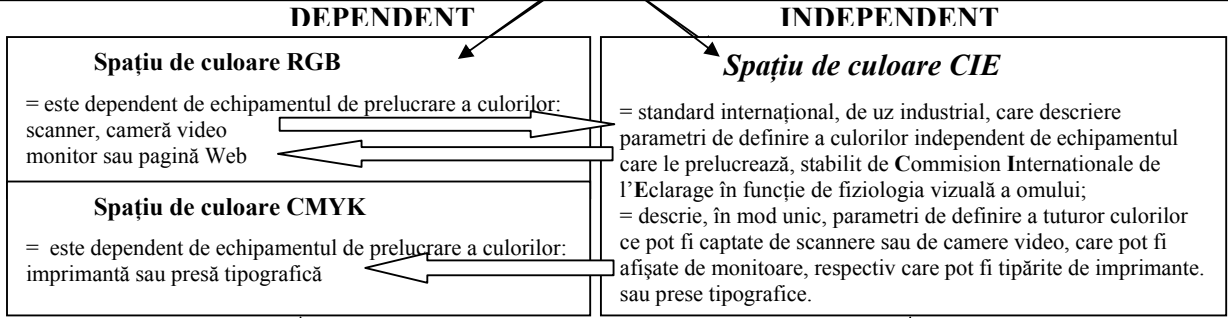 DEPENDENT
INDEPENDENT
Spațiu de culoare RGB
= este dependent de echipamentul de prelucrare a culorilor:
scanner, cameră video
monitor sau pagină Web
Spațiu de culoare CMYK
= este dependent de echipamentul de prelucrare a culorilor:
imprimantă sau presă tipografică
Spațiu de culoare CIE
= standard internațional, de uz industrial, care descriere
parametri de definire a culorilor independent de echipamentul
care le prelucrează, stabilit de Commision Internationale de
l’Eclarage în funcție de fiziologia vizuală a omului;
= descrie, în mod unic, parametri de definire a tuturor culorilor
ce pot fi captate de scannere sau de camere video, care pot fi
afişate de monitoare, respectiv care pot fi tipărite de imprimante.
sau prese tipografice.